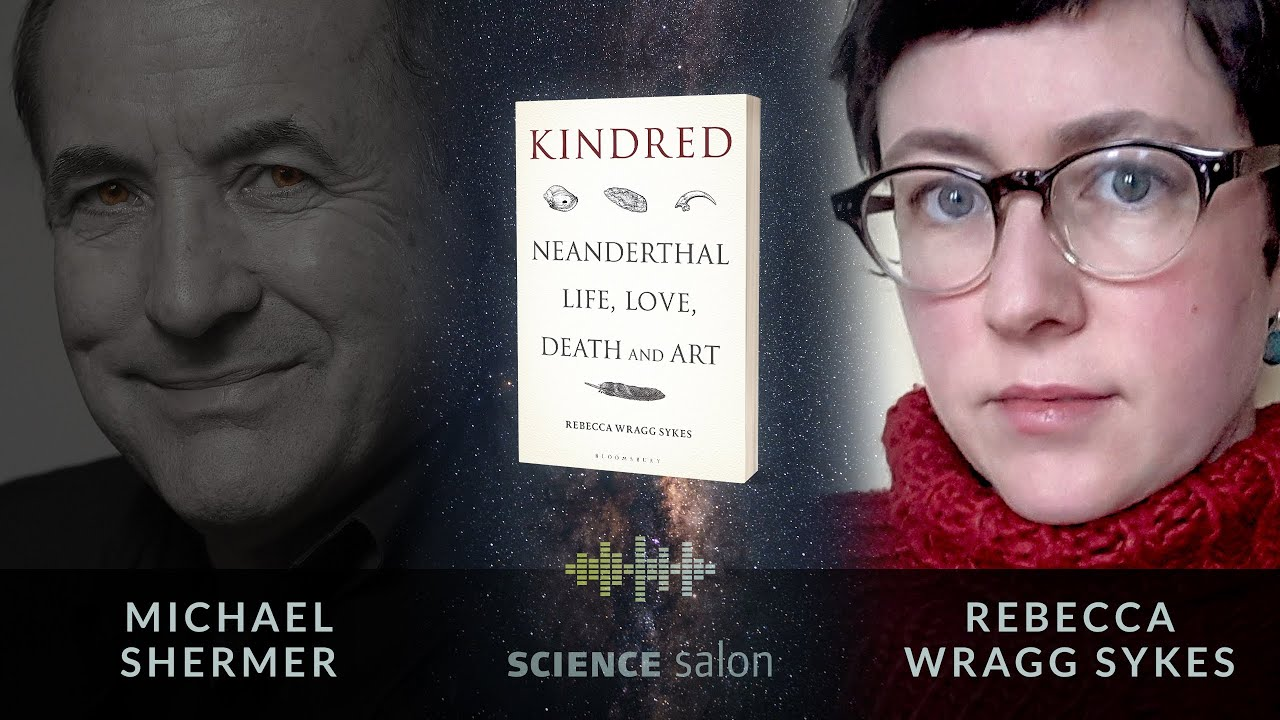 KINDRED
NEANDERTHAL
LIFE, LOVE,
DEATH AND ART
REBECCA WRAGG SYKES
BLOOMSBURY
MICHAEL
SHERMER
SCIENCE salon
REBECCA
WRAGG SYKES